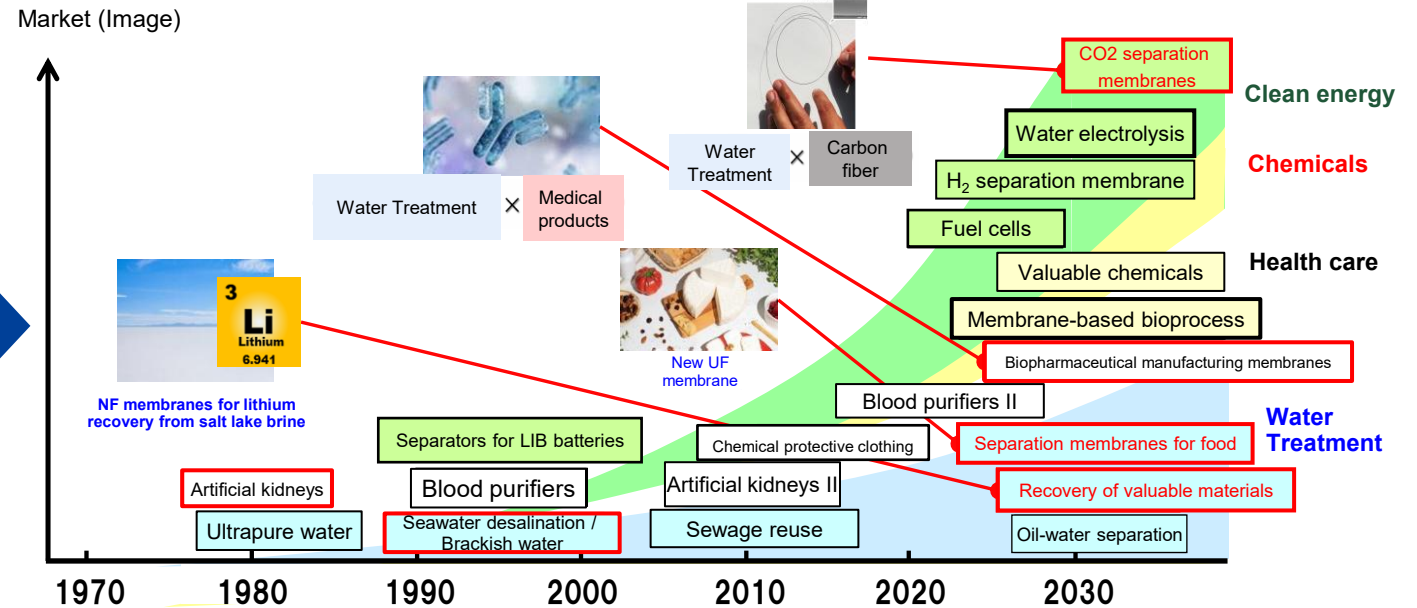 Market (Image)
CO2 separation
membranes
Clean energy
Water electrolysis
Water
Treatment
×
Carbon
fiber
Chemicals
H₂ separation membrane
Water Treatment
×
Medical
products
Fuel cells
Health care
Valuable chemicals
3
Li
Lithium
6.941
Membrane-based bioprocess
New UF
membrane
Biopharmaceutical manufacturing membranes
NF membranes for lithium
recovery from salt lake brine
Blood purifiers II
Water
Treatment
Separators for LIB batteries
Chemical protective clothing
Separation membranes for food
Artificial kidneys
Blood purifiers
Artificial kidneys II
Recovery of valuable materials
Ultrapure water
Seawater desalination /
Brackish water
Sewage reuse
Oil-water separation
1970 1980 1990 2000 2010 2020 2030